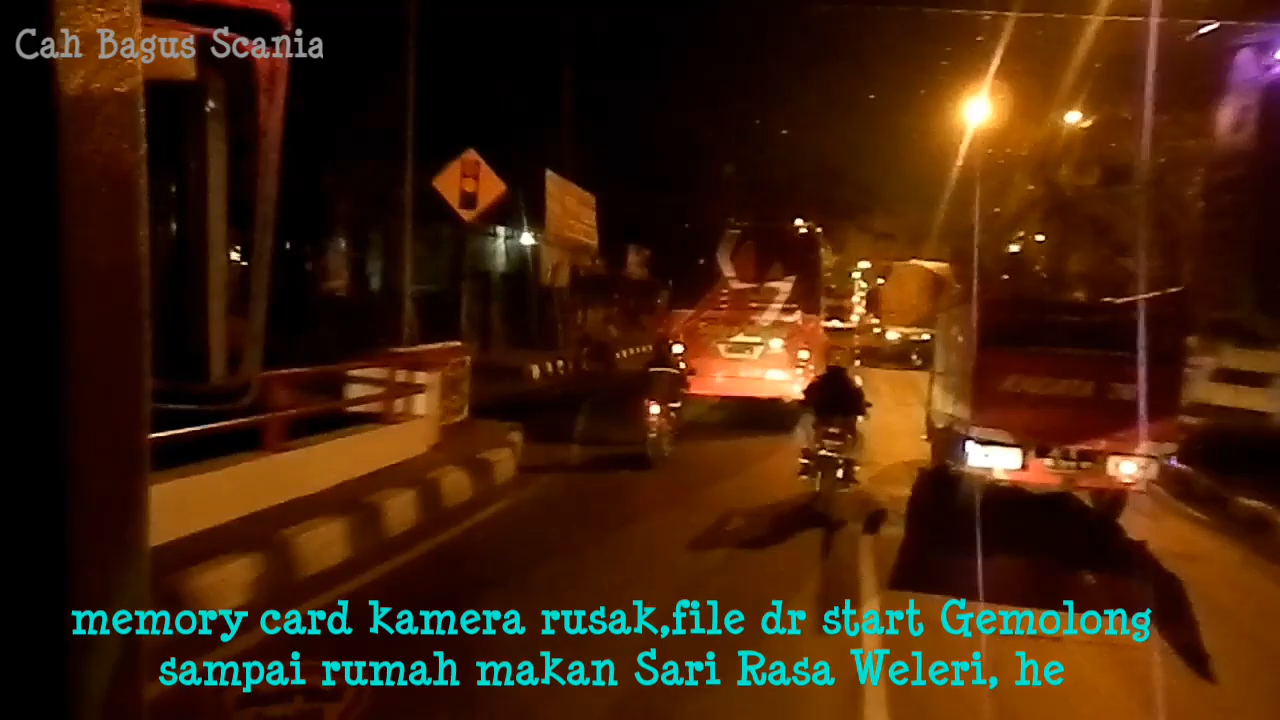 Cah Bagus Scania
memory card kamera rusak,file dr start Gemolong
sampai rumah makan Sari Rasa Weleri, he